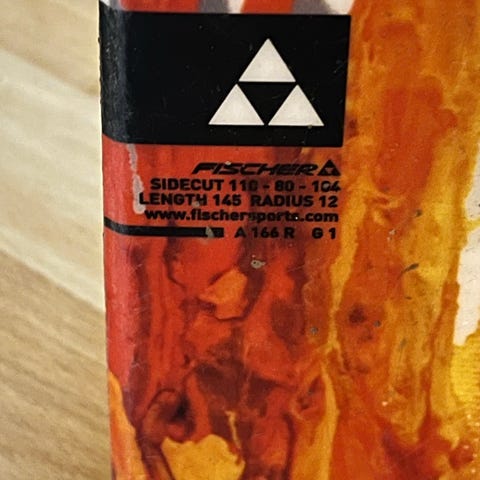 FISCHER
SIDECUT 110 - 80 - 104
LENGTH 145 RADIUS 12
www.fischersports.com
A 166 R G 1